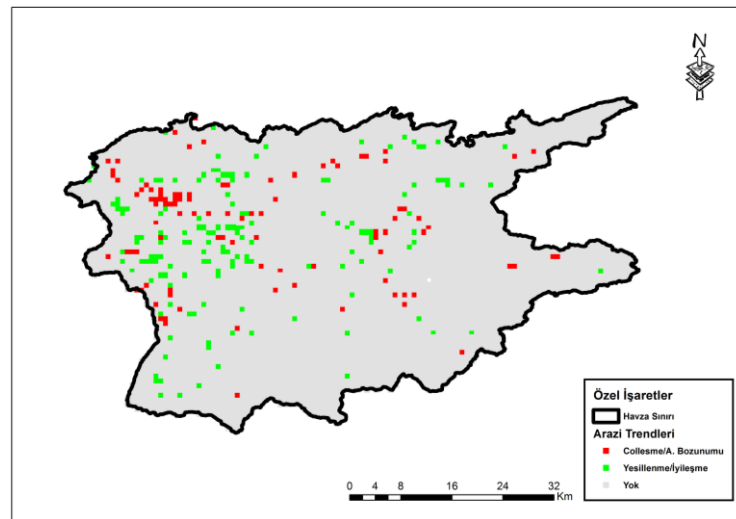 N
Özel İşaretler
Havza Sınırı
Arazi Trendleri
Collesme/A. Bozunumu
Yesillenme/İyileşme
Yok
0 4 8 16 24 32
Km